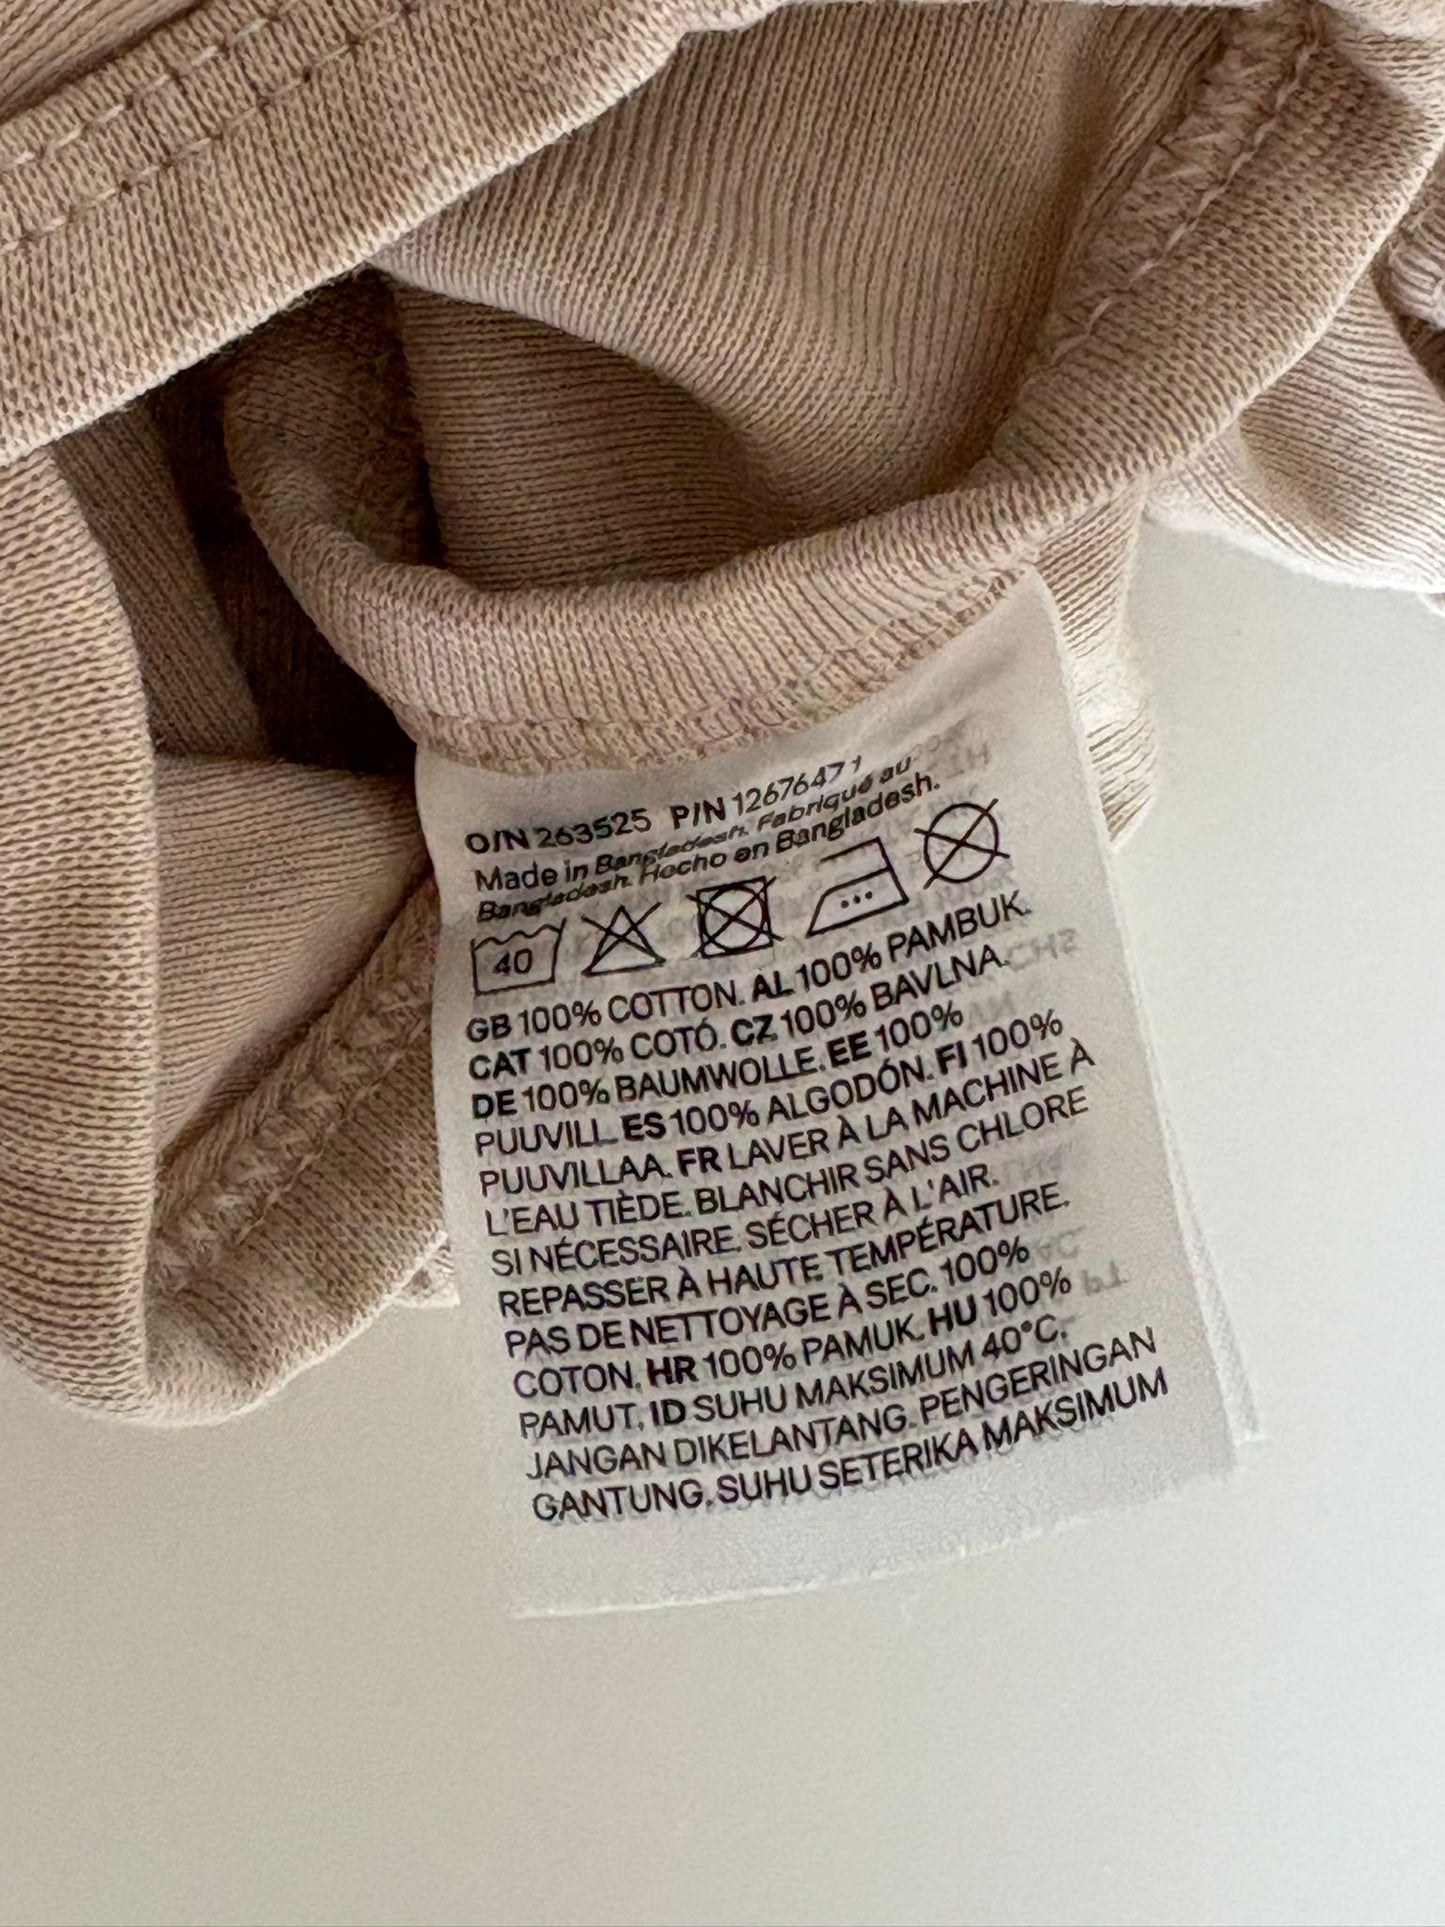 O/N 263525 P/N 1267647 1
Made in Bangladesh. Fabriqué au
Bangladesh. Hecho en Bangladesh.
40
GB 100% COTTON. AL 100% PAMBUK.
CAT 100% COTÓ. CZ 100% BAVLNA.
DE 100% BAUMWOLLE. EE 100%
PUUVILL. ES 100% ALGODÓN. FI 100%
PUUVILLAA. FR LAVER À LA MACHINE À
L'EAU TIÈDE. BLANCHIR SANS CHLORE
SI NÉCESSAIRE. SÉCHER À L'AIR.
REPASSER À HAUTE TEMPÉRATURE.
PAS DE NETTOYAGE À SEC. 100%
COTON. HR 100% PAMUK. HU 100%
PAMUT. ID SUHU MAKSIMUM 40°C.
JANGAN DIKELANTANG. PENGERINGAN
GANTUNG. SUHU SETERIKA MAKSIMUM